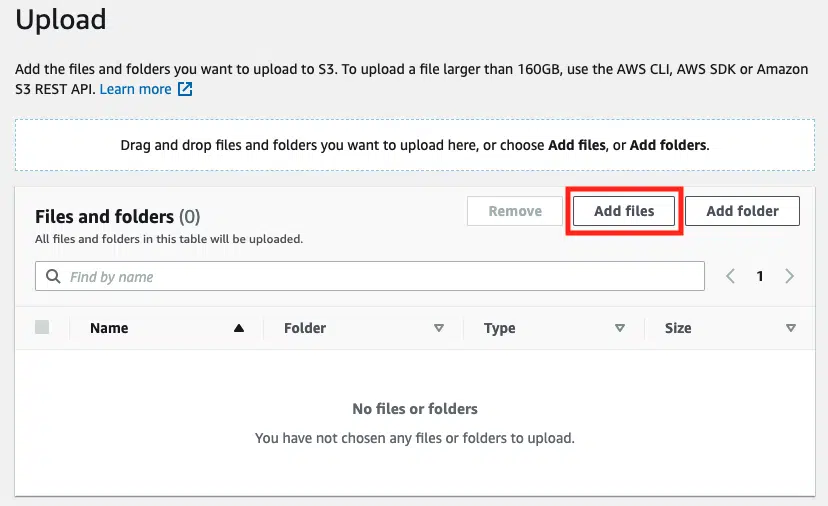 Upload
Add the files and folders you want to upload to S3. To upload a file larger than 160GB, use the AWS CLI, AWS SDK or Amazon
S3 REST API. Learn more
Drag and drop files and folders you want to upload here, or choose Add files, or Add folders.
Files and folders (0)
Remove
Add files
Add folder
All files and folders in this table will be uploaded.
Find by name
1
Name
Folder
Type
Size
No files or folders
You have not chosen any files or folders to upload.